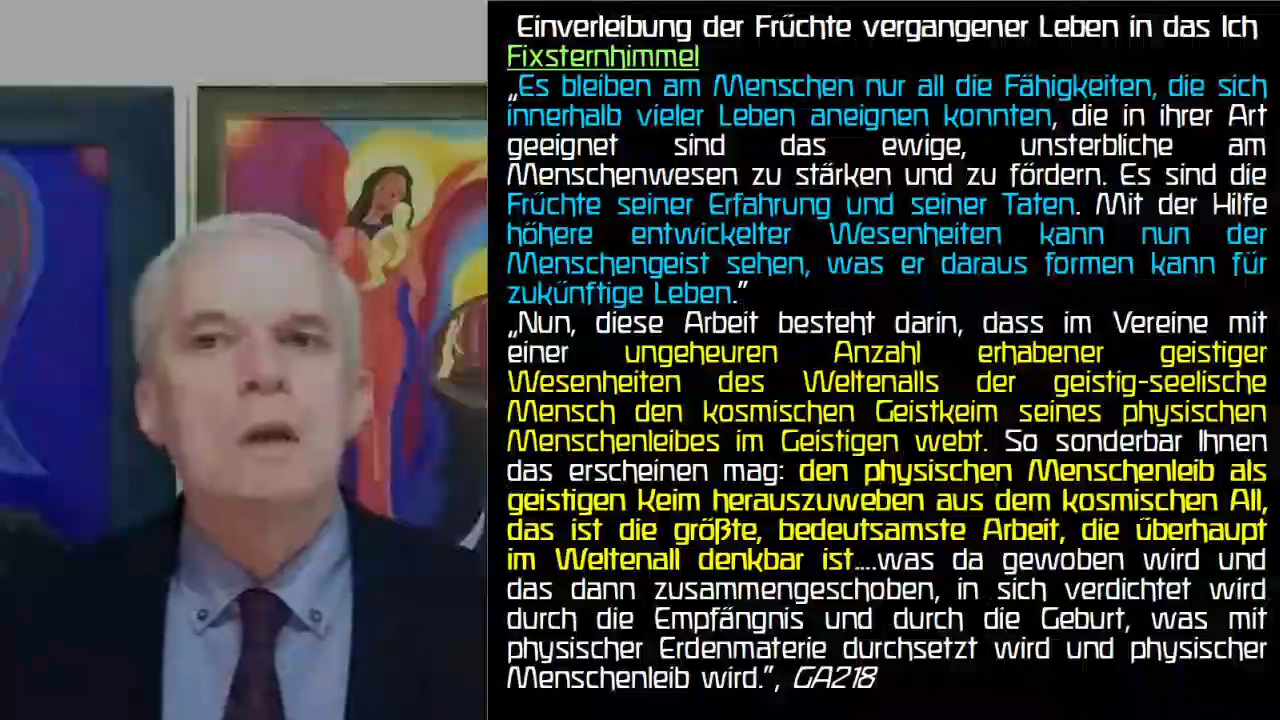 Einverleibung der Früchte vergangener Leben in das Ich
Fixsternhimmel
„Es bleiben am Menschen nur all die Fähigkeiten, die sich
innerhalb vieler Leben aneignen konnten, die in ihrer Art
geeignet sind das ewige, unsterbliche am
Menschenwesen zu stärken und zu fördern. Es sind die
Früchte seiner Erfahrung und seiner Taten. Mit der Hilfe
höhere entwickelter Wesenheiten kann nun der
Menschengeist sehen, was er daraus formen kann für
zukünftige Leben.”
„Nun, diese Arbeit besteht darin, dass im Vereine mit
einer ungeheuren Anzahl erhabener geistiger
Wesenheiten des Weltenalls der geistig-seelische
Mensch den kosmischen Geistkeim seines physischen
Menschenleibes im Geistigen webt. So sonderbar Ihnen
das erscheinen mag: den physischen Menschenleib als
geistigen Keim herauszuweben aus dem kosmischen All,
das ist die größte, bedeutsamste Arbeit, die überhaupt
im Weltenall denkbar ist....was da gewoben wird und
das dann zusammengeschoben, in sich verdichtet wird
durch die Empfängnis und durch die Geburt, was mit
physischer Erdenmaterie durchsetzt wird und physischer
Menschenleib wird.”, GA218